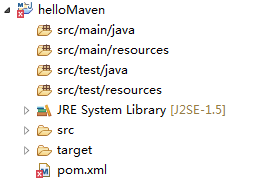 helloMaven
src/main/java
src/main/resources
src/test/java
src/test/resources
JRE System Library [J2SE-1.5]
src
target
pom.xml